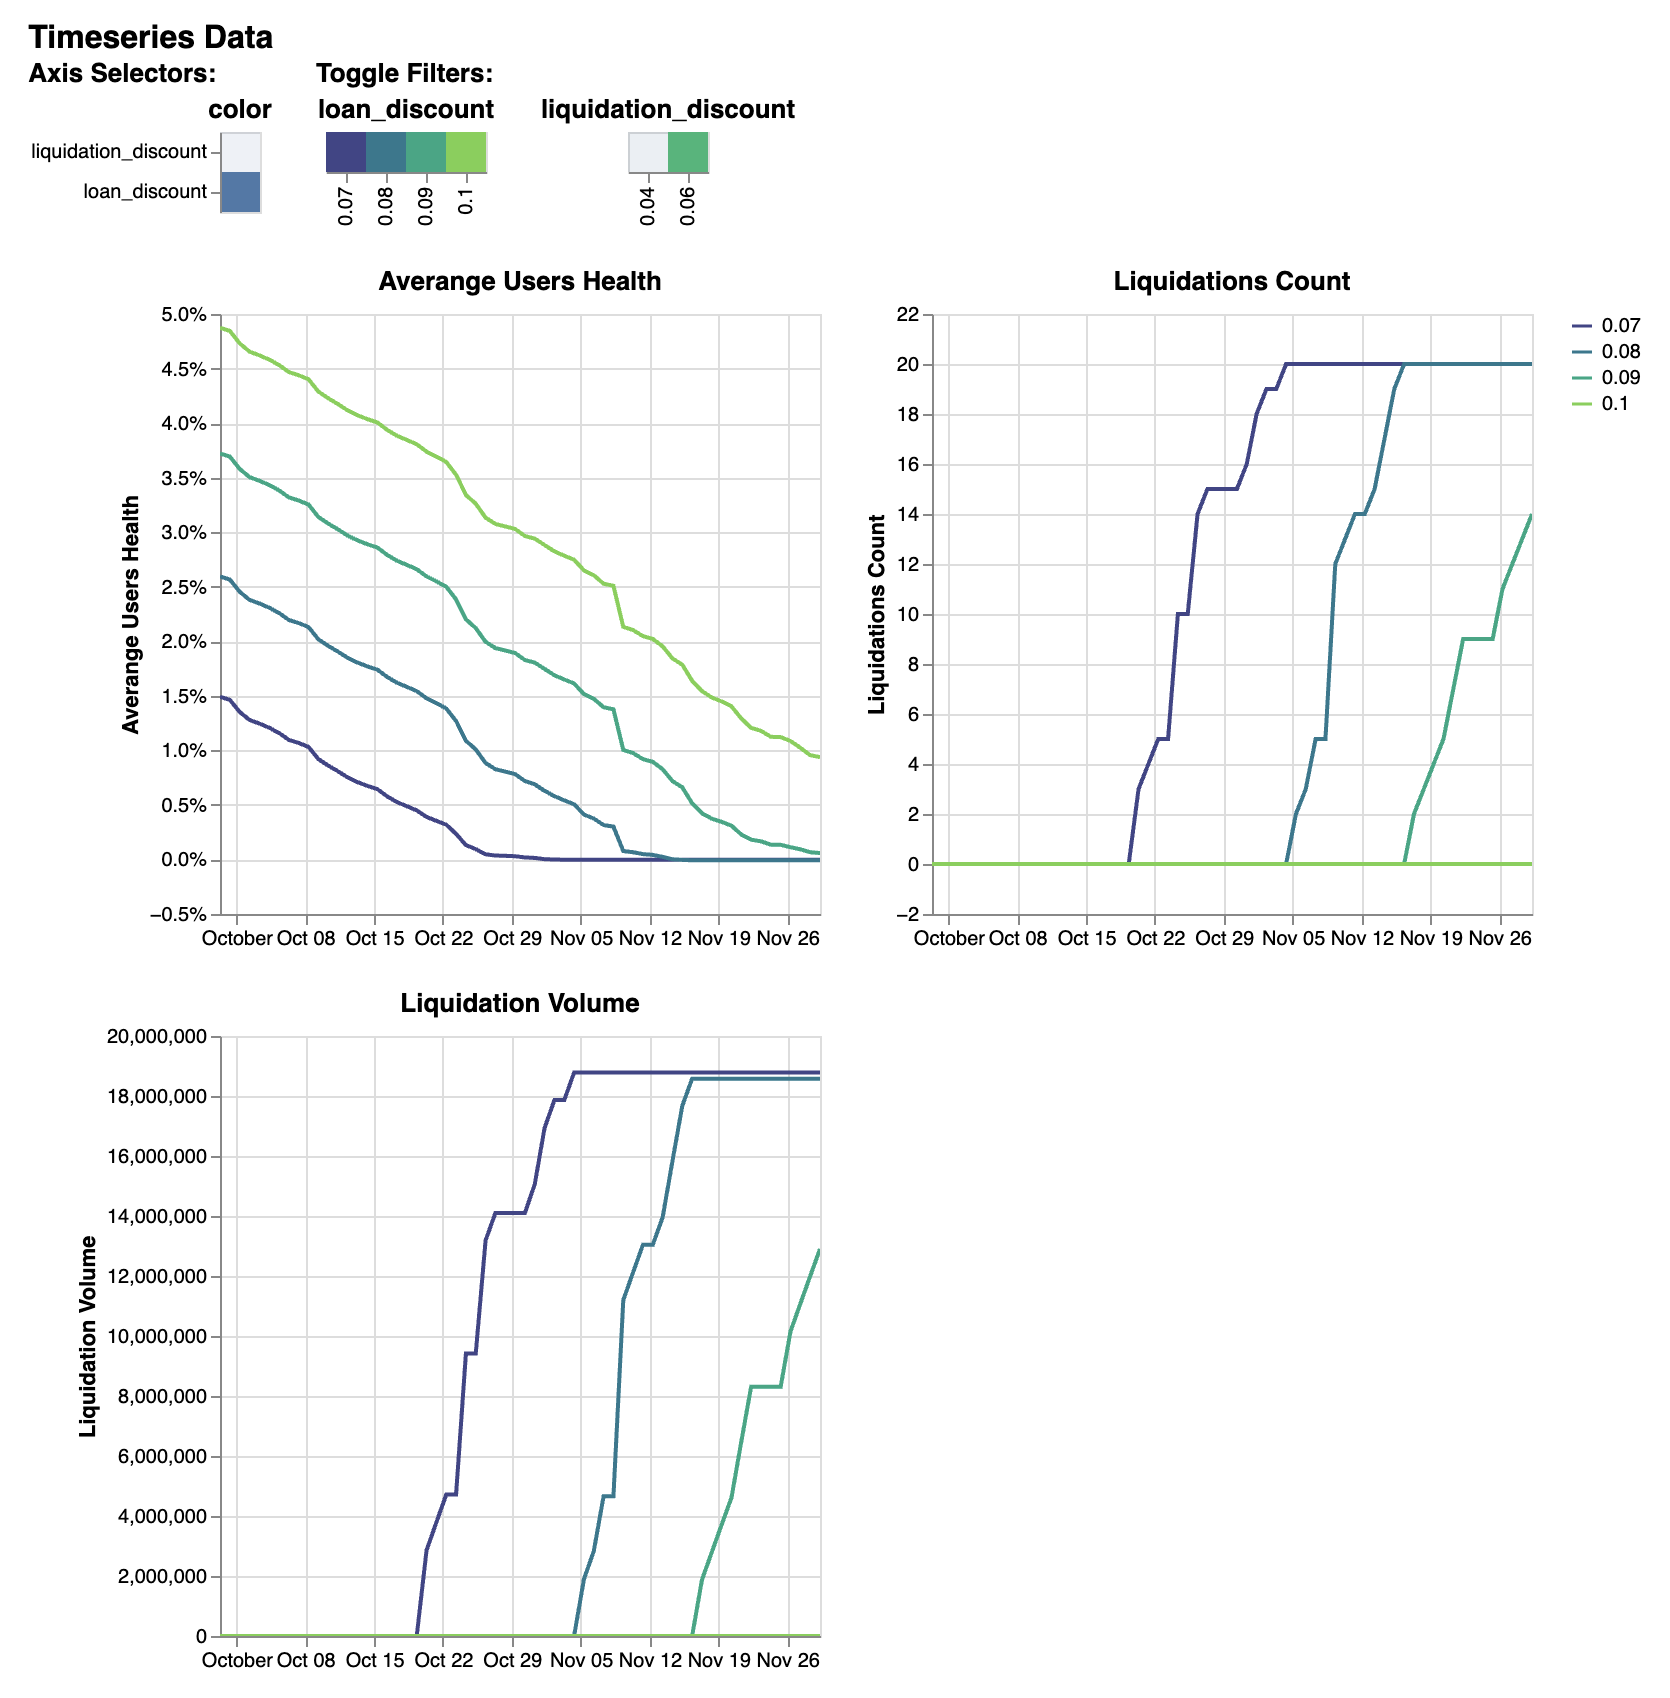 Timeseries Data
Axis Selectors:
Toggle Filters:
color
loan_discount
liquidation_discount
liquidation_discount
loan_discount
0.07
0.08
0.09
0.1
0.04
0.06
Averange Users Health
5.0%
4.5%
4.0%
3.5%
3.0%
2.5%
2.0%
1.5%
1.0%
0.5%
0.0%
−0.5%
Averange Users Health
October Oct 08 Oct 15 Oct 22 Oct 29 Nov 05 Nov 12 Nov 19 Nov 26
Liquidations Count
22
20
18
16
14
12
10
8
6
4
2
0
−2
Liquidations Count
October Oct 08 Oct 15 Oct 22 Oct 29 Nov 05 Nov 12 Nov 19 Nov 26
0.07
0.08
0.09
0.1
Liquidation Volume
20,000,000
18,000,000
16,000,000
14,000,000
12,000,000
10,000,000
8,000,000
6,000,000
4,000,000
2,000,000
0
Liquidation Volume
October Oct 08 Oct 15 Oct 22 Oct 29 Nov 05 Nov 12 Nov 19 Nov 26